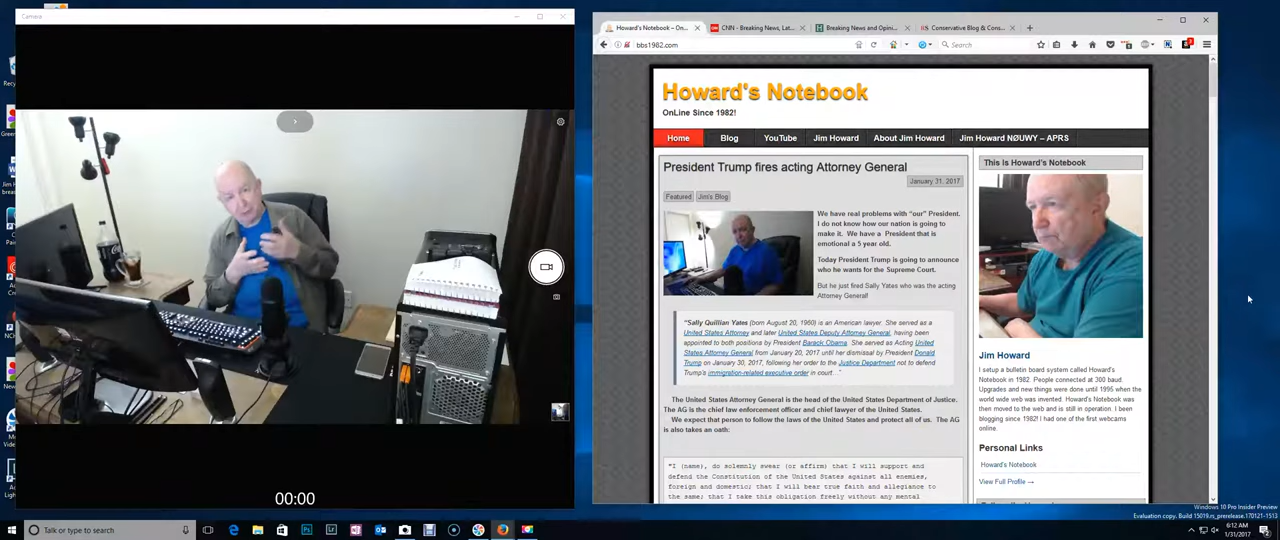 Camera
00:00
Howard's Notebook – On...
CNN - Breaking News, Lat...
Breaking News and Opini...
Conservative Blog & Cons...
bbs1982.com
Search
Howard's Notebook
OnLine Since 1982!
Home
Blog
YouTube
Jim Howard
About Jim Howard
Jim Howard NØUWY – APRS
President Trump fires acting Attorney General
January 31, 2017
Featured
Jim's Blog
We have real problems with "our" President.
I do not know how our nation is going to
make it. We have a President that is
emotional a 5 year old.
Today President Trump is going to announce
who he wants for the Supreme Court.
But he just fired Sally Yates who was the acting
Attorney General!
"Sally Quillian Yates (born August 20, 1960) is an American lawyer. She served as a
United States Attorney and later United States Deputy Attorney General, having been
appointed to both positions by President Barack Obama. She served as Acting United
States Attorney General from January 20, 2017 until her dismissal by President Donald
Trump on January 30, 2017, following her order to the Justice Department not to defend
Trump's immigration-related executive order in court..."
The United States Attorney General is the head of the United States Department of Justice.
The AG is the chief law enforcement officer and chief lawyer of the United States.
We expect that person to follow the laws of the United States and protect all of us. The AG
is also takes an oath:
"I (name), do solemnly swear (or affirm) that I will support and
defend the Constitution of the United States against all enemies,
foreign and domestic; that I will bear true faith and allegiance to
the same; that I take this obligation freely without any mental
This is Howard's Notebook
Jim Howard
I setup a bulletin board system called Howard's
Notebook in 1982. People connected at 300 baud.
Upgrades and new things were done until 1995 when the
world wide web was invented. Howard's Notebook was
then moved to the web and is still in operation. I been
blogging since 1982! I had one of the first webcams
online.
Personal Links
Howard's Notebook
View Full Profile →
Windows 10 Pro Insider Preview
Evaluation copy. Build 15019.rs_prerelease.170121-1513
Talk or type to search
6:12 AM
1/31/2017